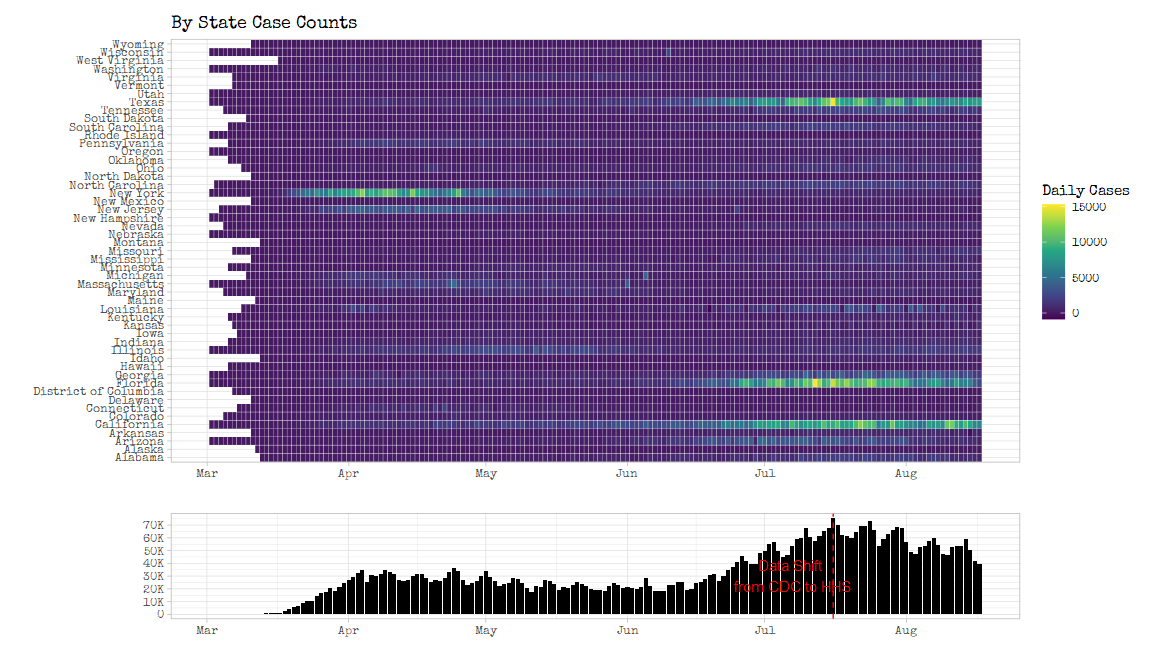 By State Case Counts
Wyoming
Wisconsin
West Virginia
Washington
Virginia
Vermont
Utah
Texas
Tennessee
South Dakota
South Carolina
Rhode Island
Pennsylvania
Oregon
Oklahoma
Ohio
North Dakota
North Carolina
New York
New Mexico
New Jersey
New Hampshire
Nevada
Nebraska
Montana
Missouri
Mississippi
Minnesota
Michigan
Massachusetts
Maryland
Maine
Louisiana
Kentucky
Kansas
Iowa
Indiana
Illinois
Idaho
Hawaii
Georgia
Florida
District of Columbia
Delaware
Connecticut
Colorado
California
Arkansas
Arizona
Alaska
Alabama
Mar Apr May Jun Jul Aug
Daily Cases
15000
10000
5000
0
70K
60K
50K
40K
30K
20K
10K
0
Data Shift
from CDC to HHS
Mar Apr May Jun Jul Aug